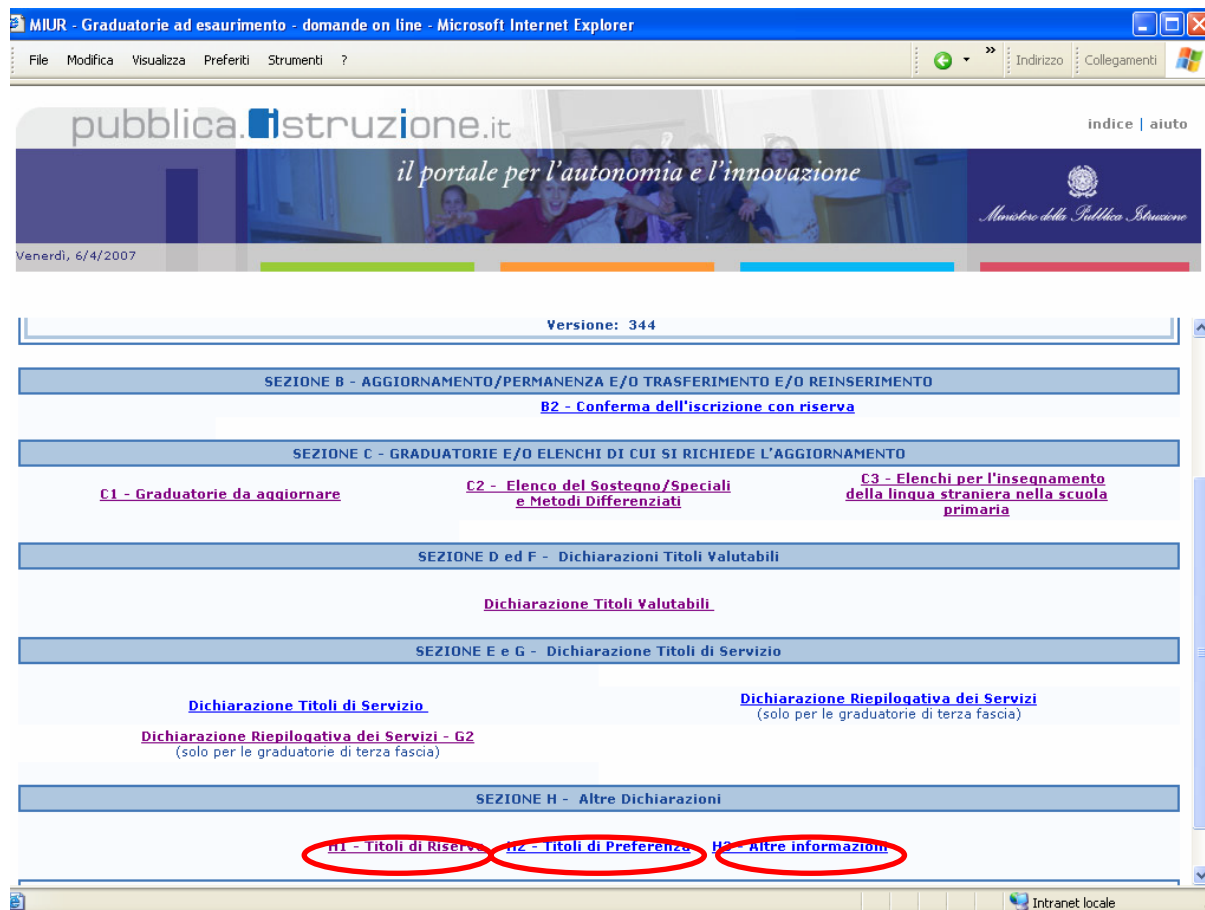 MIUR - Graduatorie ad esaurimento - domande on line - Microsoft Internet Explorer
File Modifica Visualizza Preferiti Strumenti ?
Indirizzo Collegamenti
pubblica.istruzione.it
indice | aiuto
il portale per l'autonomia e l'innovazione
Ministero della Pubblica Istruzione
Venerdì, 6/4/2007
Versione: 344
SEZIONE B - AGGIORNAMENTO/PERMANENZA E/O TRASFERIMENTO E/O REINSERIMENTO
B2 - Conferma dell'iscrizione con riserva
SEZIONE C - GRADUATORIE E/O ELENCHI DI CUI SI RICHIEDE L'AGGIORNAMENTO
C1 - Graduatorie da aggiornare
C2 - Elenco del Sostegno/Speciali
e Metodi Differenziati
C3 - Elenchi per l'insegnamento
della lingua straniera nella scuola
primaria
SEZIONE D ed F - Dichiarazioni Titoli Valutabili
Dichiarazione Titoli Valutabili
SEZIONE E e G - Dichiarazione Titoli di Servizio
Dichiarazione Titoli di Servizio
Dichiarazione Riepilogativa dei Servizi
(solo per le graduatorie di terza fascia)
Dichiarazione Riepilogativa dei Servizi - G2
(solo per le graduatorie di terza fascia)
SEZIONE H - Altre Dichiarazioni
H1 - Titoli di Riserva H2 - Titoli di Preferenza H3 - Altre informazioni
Intranet locale